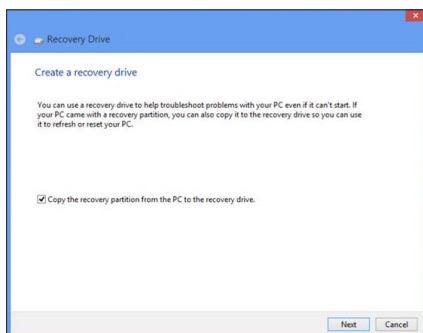 Recovery Drive
Create a recovery drive
You can use a recovery drive to help troubleshoot problems with your PC even if it can't start. If
your PC came with a recovery partition, you can also copy it to the recovery drive so you can use
it to refresh or reset your PC.
Copy the recovery partition from the PC to the recovery drive.
Next Cancel